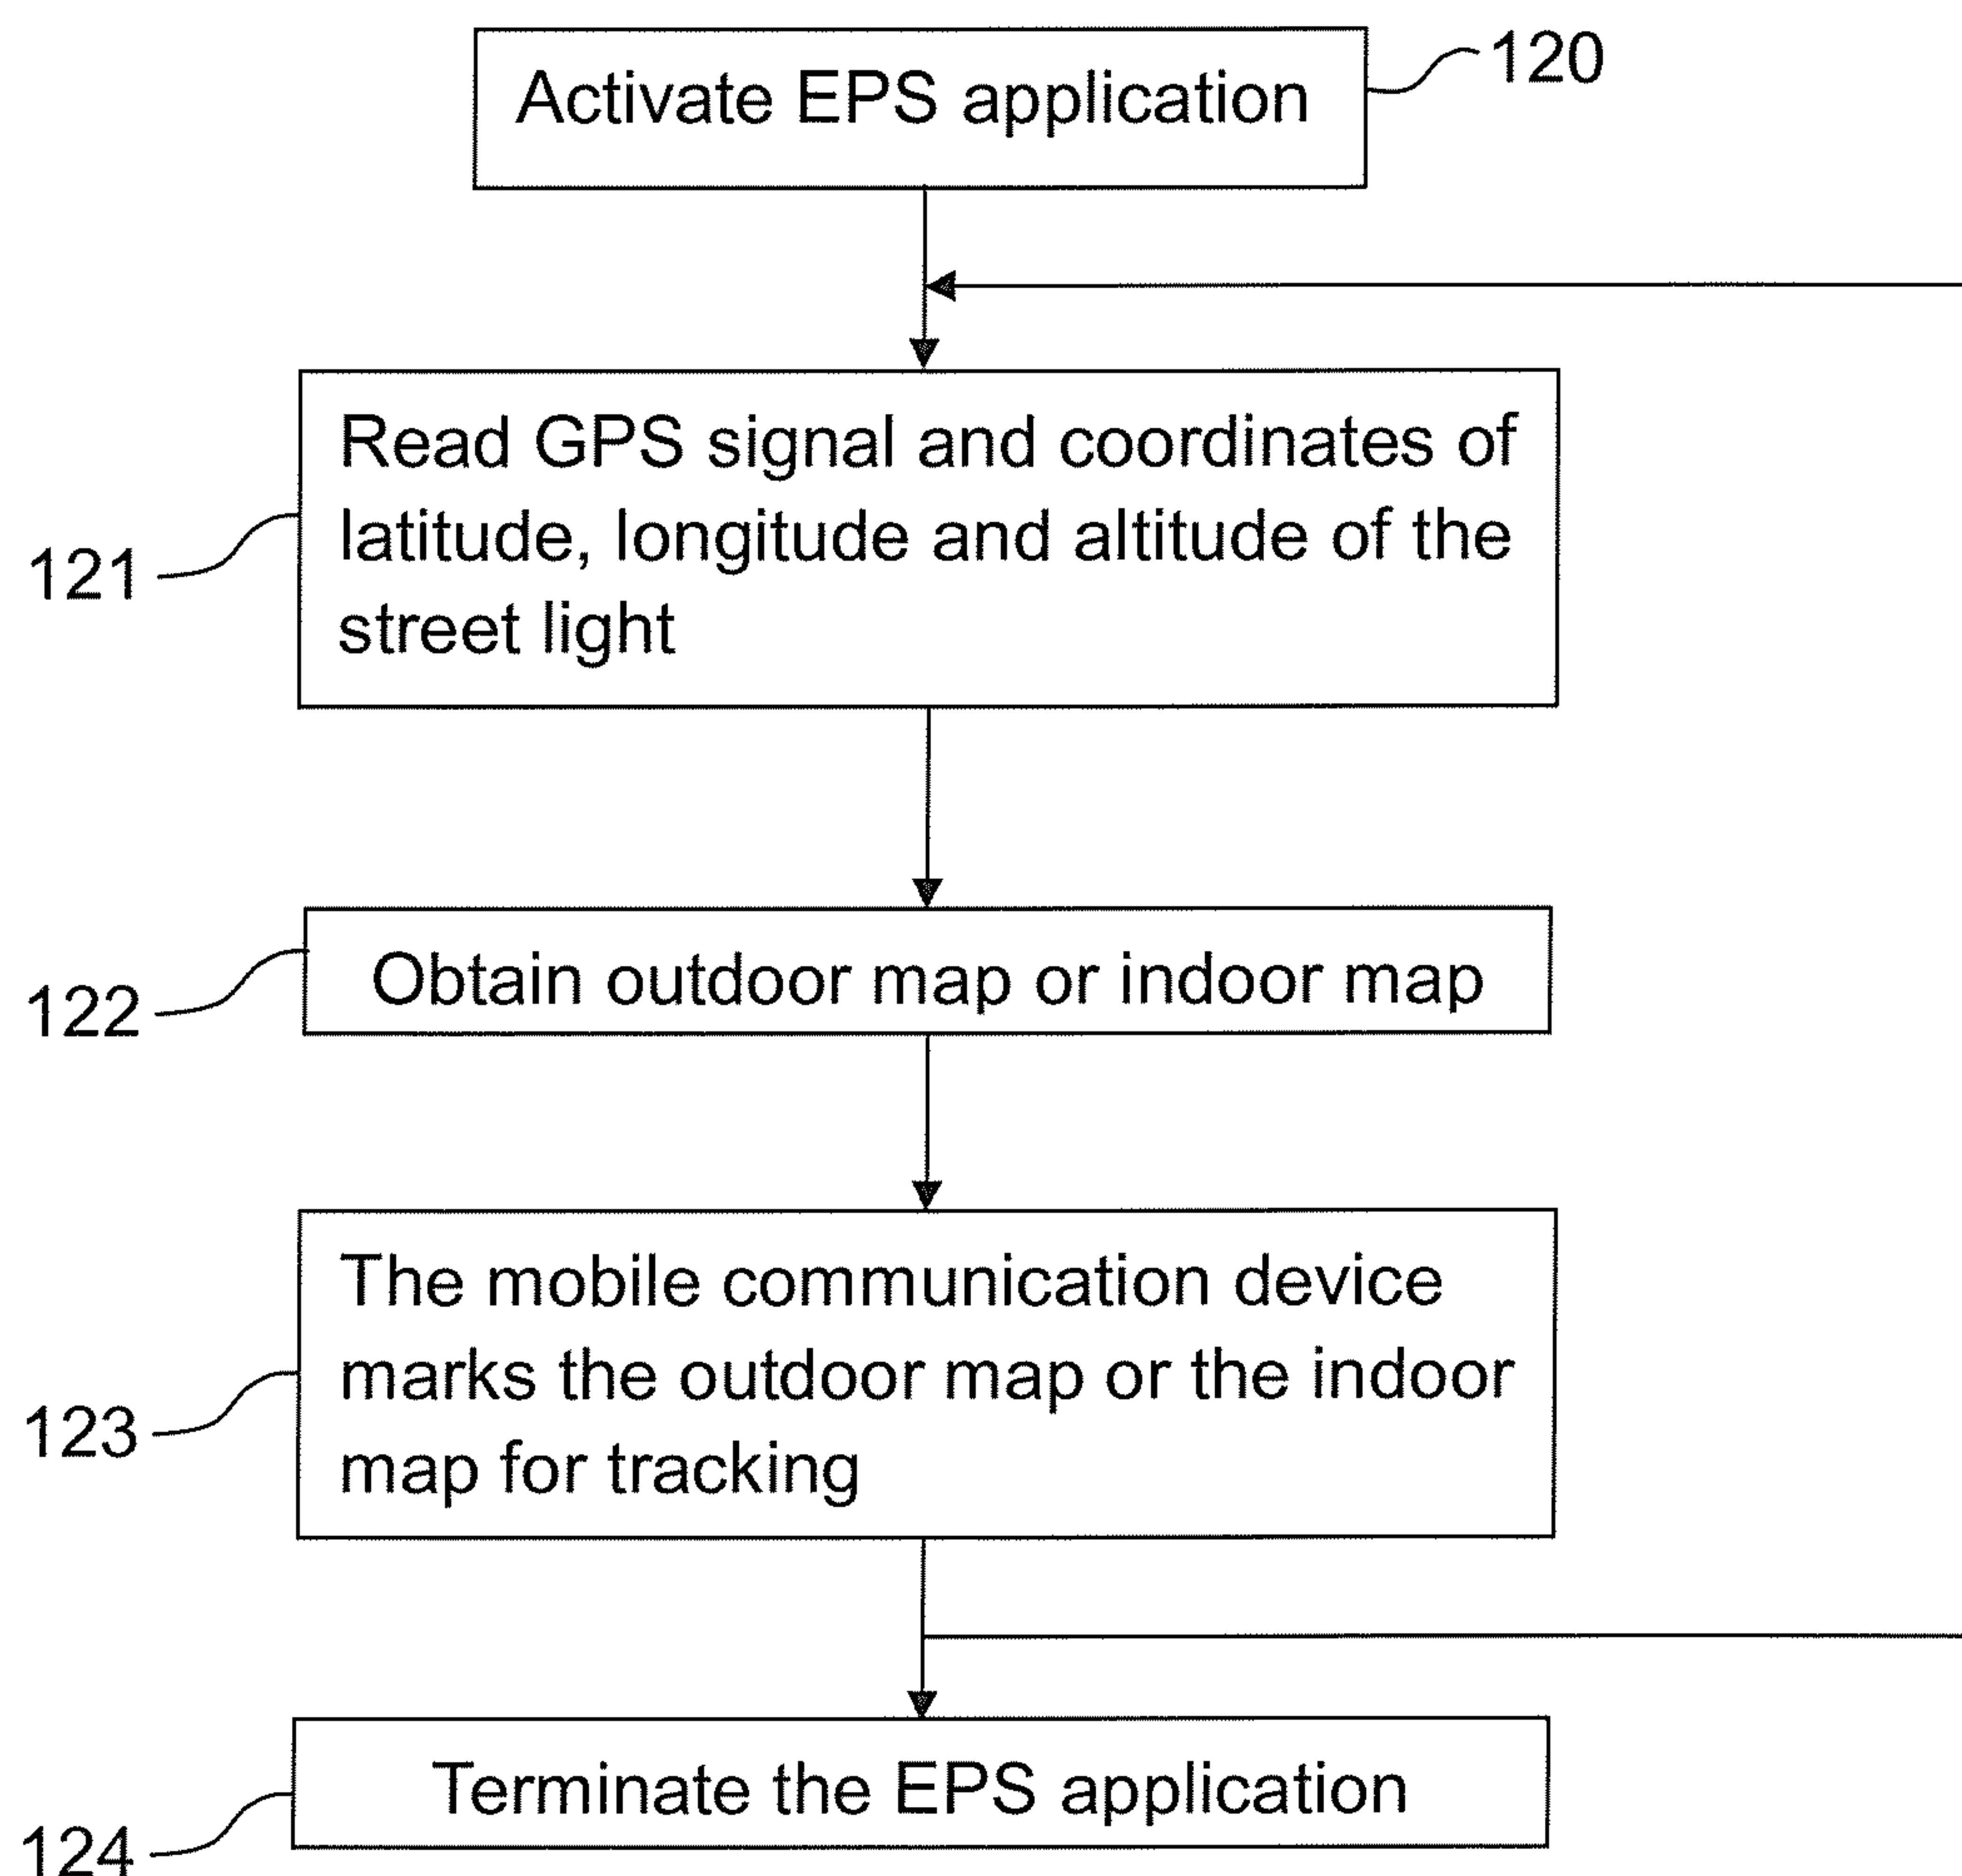 Activate EPS application
120
Read GPS signal and coordinates of
latitude, longitude and altitude of the
street light
121
Obtain outdoor map or indoor map
122
The mobile communication device
marks the outdoor map or the indoor
map for tracking
123
Terminate the EPS application
124